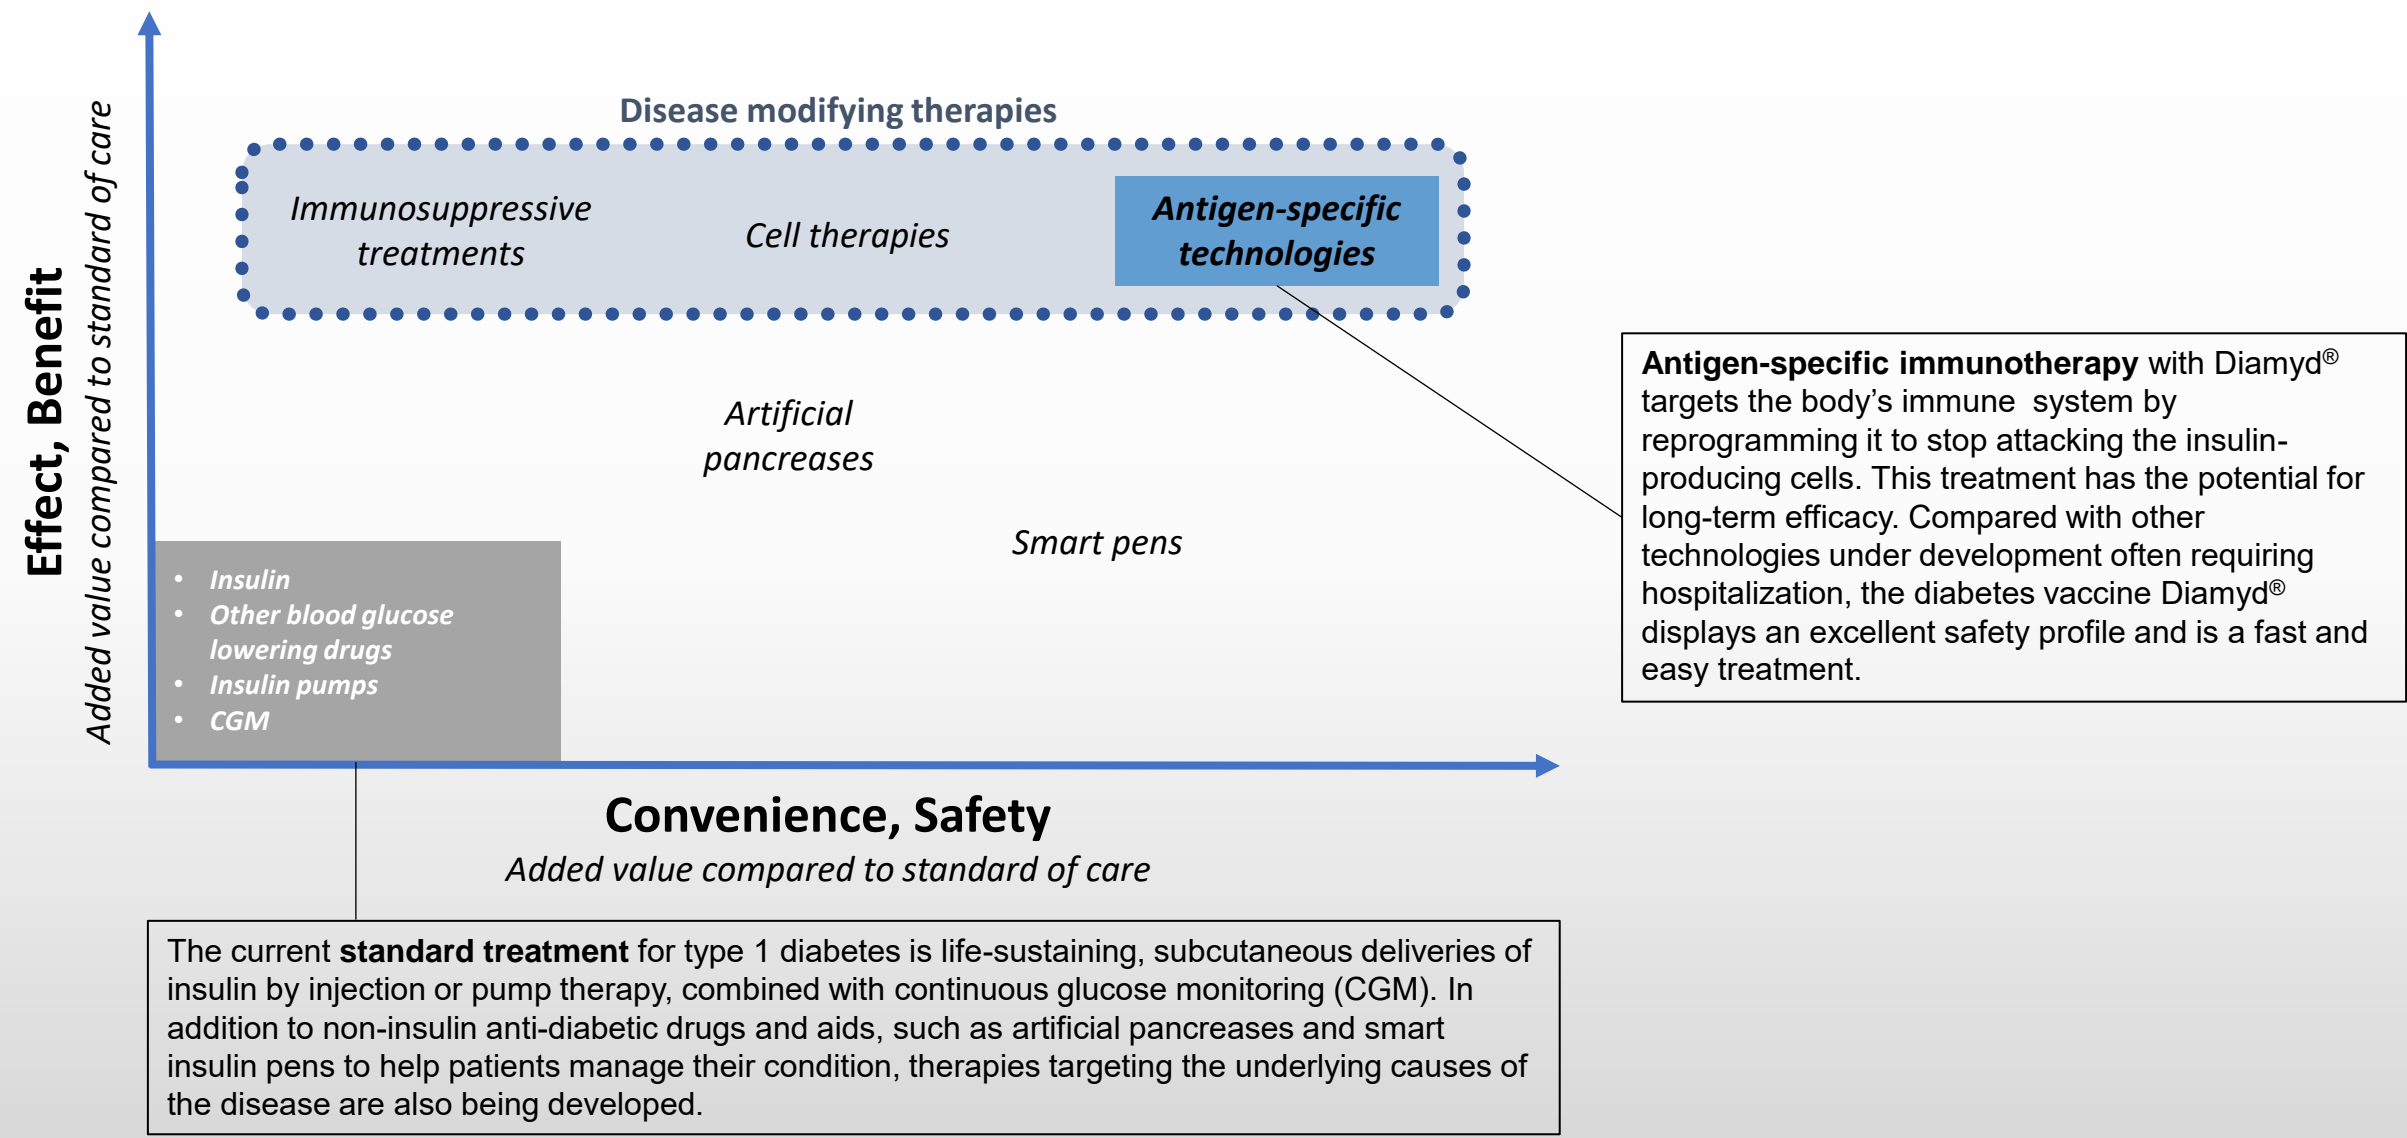 Effect, Benefit
Added value compared to standard of care
Disease modifying therapies
Immunosuppressive
treatments
Cell therapies
Antigen-specific
technologies
Artificial
pancreases
Smart pens
• Insulin
• Other blood glucose
lowering drugs
• Insulin pumps
• CGM
Antigen-specific immunotherapy with Diamyd®
targets the body’s immune  system by
reprogramming it to stop attacking the insulin-
producing cells. This treatment has the potential for
long-term efficacy. Compared with other
technologies under development often requiring
hospitalization, the diabetes vaccine Diamyd®
displays an excellent safety profile and is a fast and
easy treatment.
Convenience, Safety
Added value compared to standard of care
The current standard treatment for type 1 diabetes is life-sustaining, subcutaneous deliveries of
insulin by injection or pump therapy, combined with continuous glucose monitoring (CGM). In
addition to non-insulin anti-diabetic drugs and aids, such as artificial pancreases and smart
insulin pens to help patients manage their condition, therapies targeting the underlying causes of
the disease are also being developed.